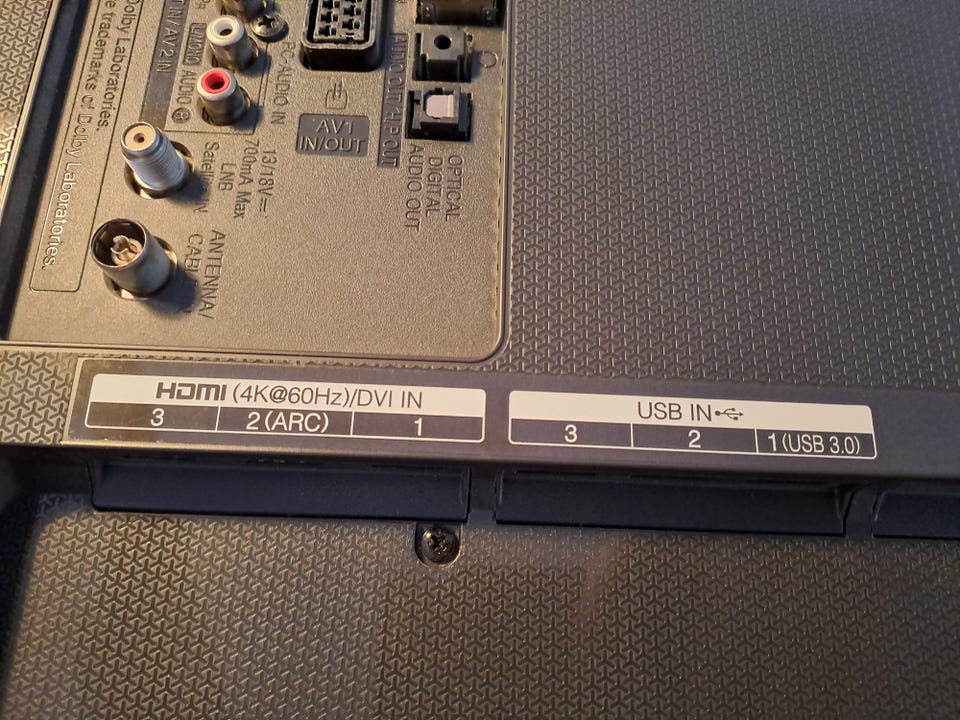 Dolby Laboratories.
e trademarks of Dolby Laboratories.
T IN / AV2 IN
L/MONO AUDIO
PC-AUDIO IN
AV1
IN/OUT
AUDIO OUT/H.P OUT
OPTICAL
DIGITAL
AUDIO OUT
13/18V
700mA Max
LNB
Satellite IN
ANTENNA/
CABLE IN
HDMI (4K@60Hz)/DVI IN
3 2(ARC) 1
USB IN
3 2 1(USB 3.0)